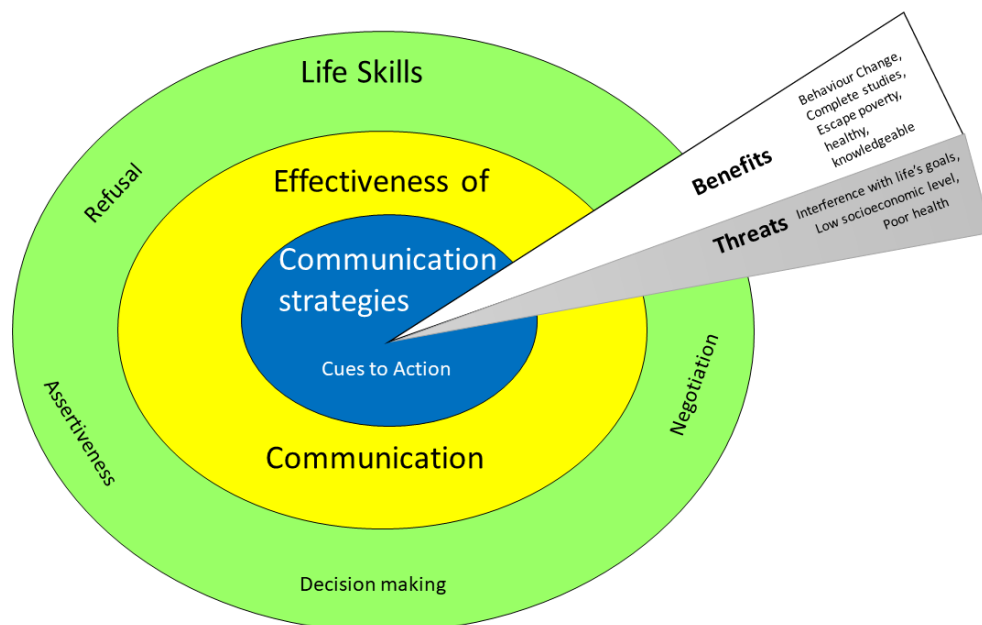 Life Skills
Refusal
Effectiveness of
Communication
strategies
Cues to Action
Communication
Assertiveness
Decision making
Negotiation
Benefits
Behaviour Change,
Complete studies,
Escape poverty,
healthy,
knowledgeable
Threats
Interference with life's goals,
Low socioeconomic level,
Poor health